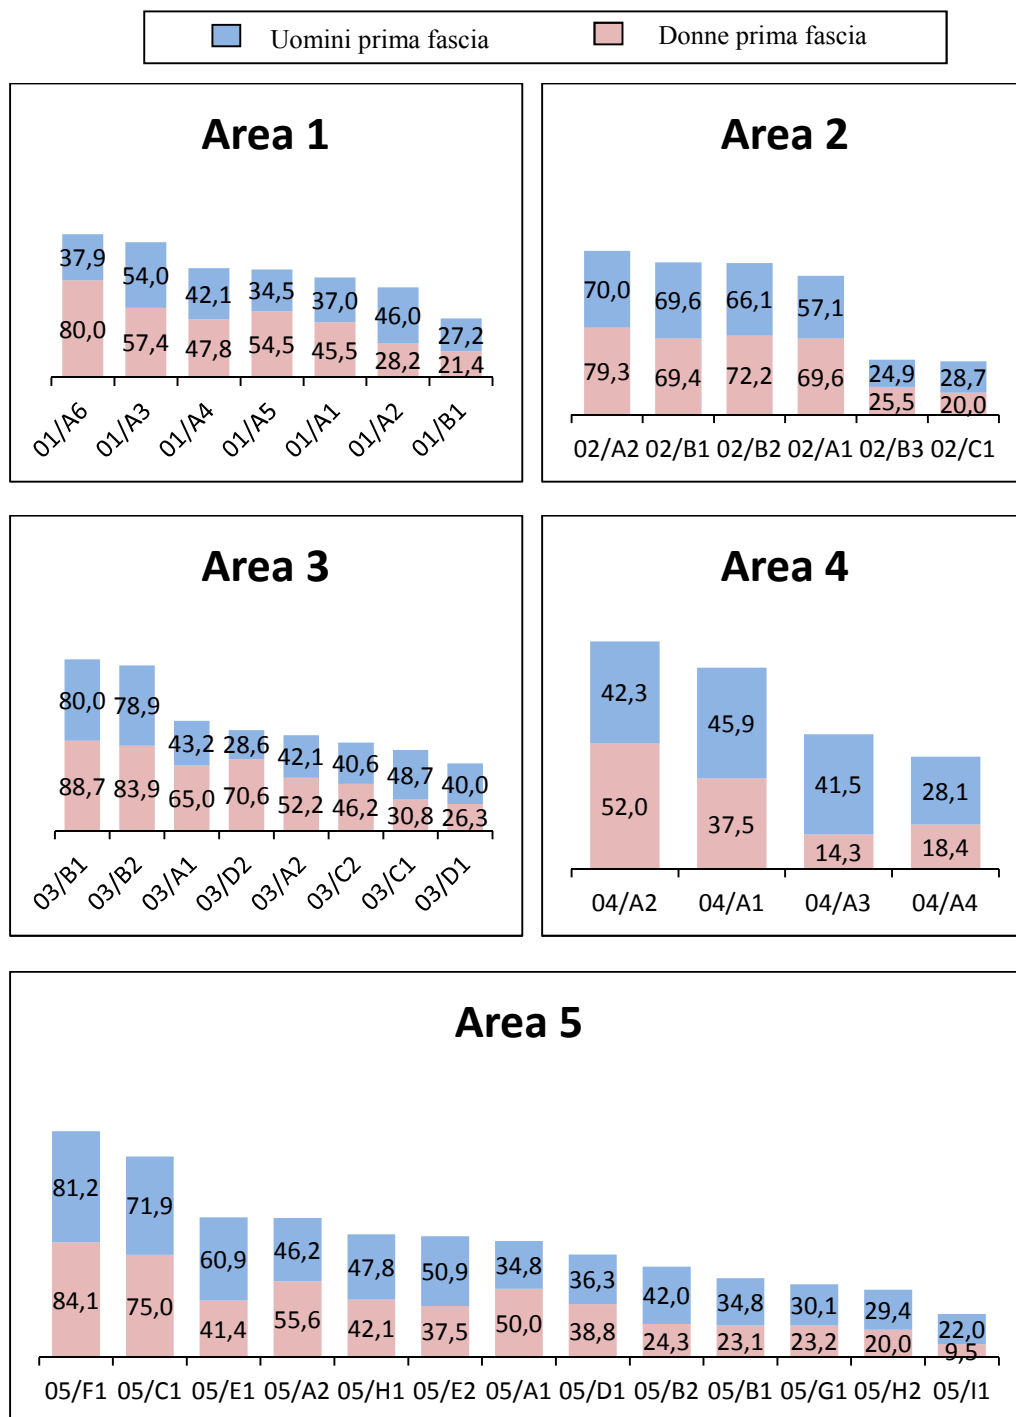 Uomini prima fascia Donne prima fascia
Area 1
37,9 54,0 42,1 34,5 37,0 46,0 27,2
80,0 57,4 47,8 54,5 45,5 28,2 21,4
01/A6 01/A3 01/A4 01/A5 01/A1 01/A2 01/B1
Area 2
70,0 69,6 66,1 57,1 24,9 28,7
79,3 69,4 72,2 69,6 25,5 20,0
02/A2 02/B1 02/B2 02/A1 02/B3 02/C1
Area 3
80,0 78,9 43,2 28,6 42,1 40,6 48,7 40,0
88,7 83,9 65,0 70,6 52,2 46,2 30,8 26,3
03/B1 03/B2 03/A1 03/D2 03/A2 03/C2 03/C1 03/D1
Area 4
42,3 45,9 41,5 28,1
52,0 37,5 14,3 18,4
04/A2 04/A1 04/A3 04/A4
Area 5
81,2 71,9 60,9 46,2 47,8 50,9 34,8 36,3 42,0 34,8 30,1 29,4 22,0
84,1 75,0 41,4 55,6 42,1 37,5 50,0 38,8 24,3 23,1 23,2 20,0 9,5
05/F1 05/C1 05/E1 05/A2 05/H1 05/E2 05/A1 05/D1 05/B2 05/B1 05/G1 05/H2 05/I1